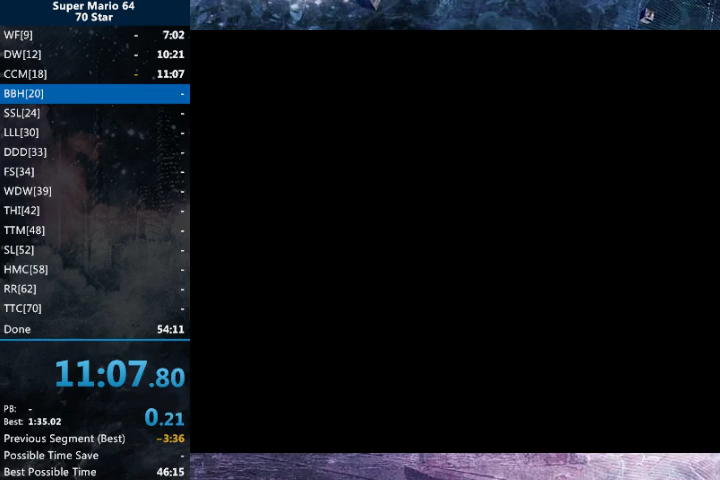 Super Mario 64
70 Star
WF[9] - 7:02
DW[12] - 10:21
CCM[18] - 11:07
BBH[20] -
SSL[24] -
LLL[30] -
DDD[33] -
FS[34] -
WDW[39] -
THI[42] -
TTM[48] -
SL[52] -
HMC[58] -
RR[62] -
TTC[70] -
Done 54:11
11:07.80
PB: -
Best: 1:35.02 0.21
Previous Segment (Best) −3:36
Possible Time Save -
Best Possible Time 46:15